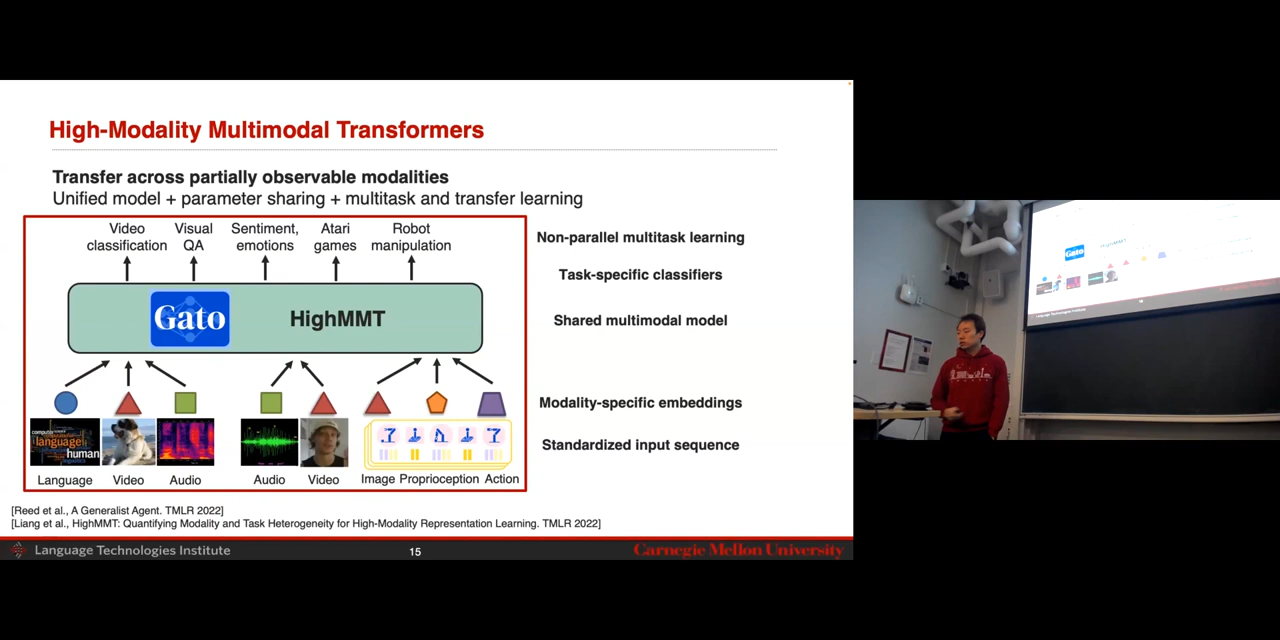 High-Modality Multimodal Transformers
Transfer across partially observable modalities
Unified model + parameter sharing + multitask and transfer learning
Video classification
Visual QA
Sentiment, emotions
Atari games
Robot manipulation
Non-parallel multitask learning
Task-specific classifiers
Gato
HighMMT
Shared multimodal model
Modality-specific embeddings
computer
language
human
Standardized input sequence
Language
Video
Audio
Audio
Video
Image
Proprioception
Action
[Reed et al., A Generalist Agent. TMLR 2022]
[Liang et al., HighMMT: Quantifying Modality and Task Heterogeneity for High-Modality Representation Learning. TMLR 2022]
Language Technologies Institute
15
Carnegie Mellon University
Gato